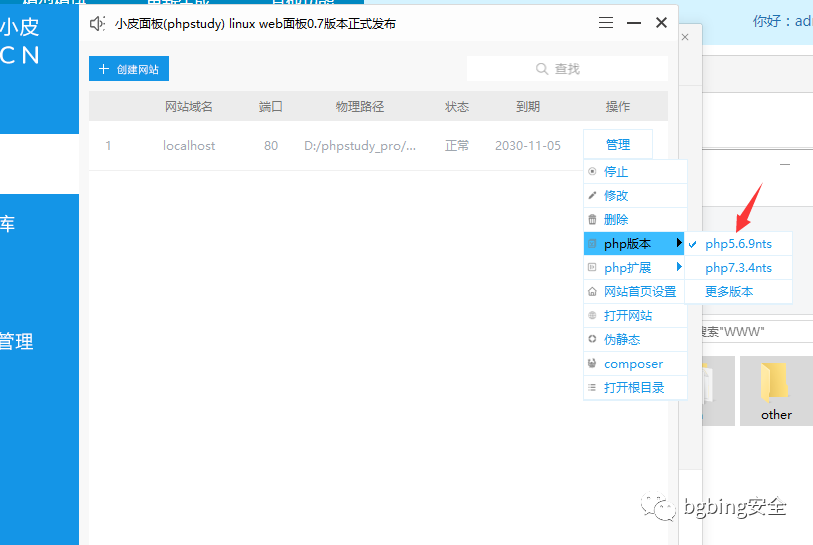 小皮
CN
库
管理
小皮面板(phpstudy) linux web面板0.7版本正式发布
创建网站
查找
网站域名 端口 物理路径 状态 到期 操作
1 localhost 80 D:/phpstudy_pro/... 正常 2030-11-05 管理
停止
修改
删除
php版本
php扩展
网站首页设置
打开网站
伪静态
composer
打开根目录
php5.6.9nts
php7.3.4nts
更多版本
你好：adm
搜索"WWW"
other
bgbing安全